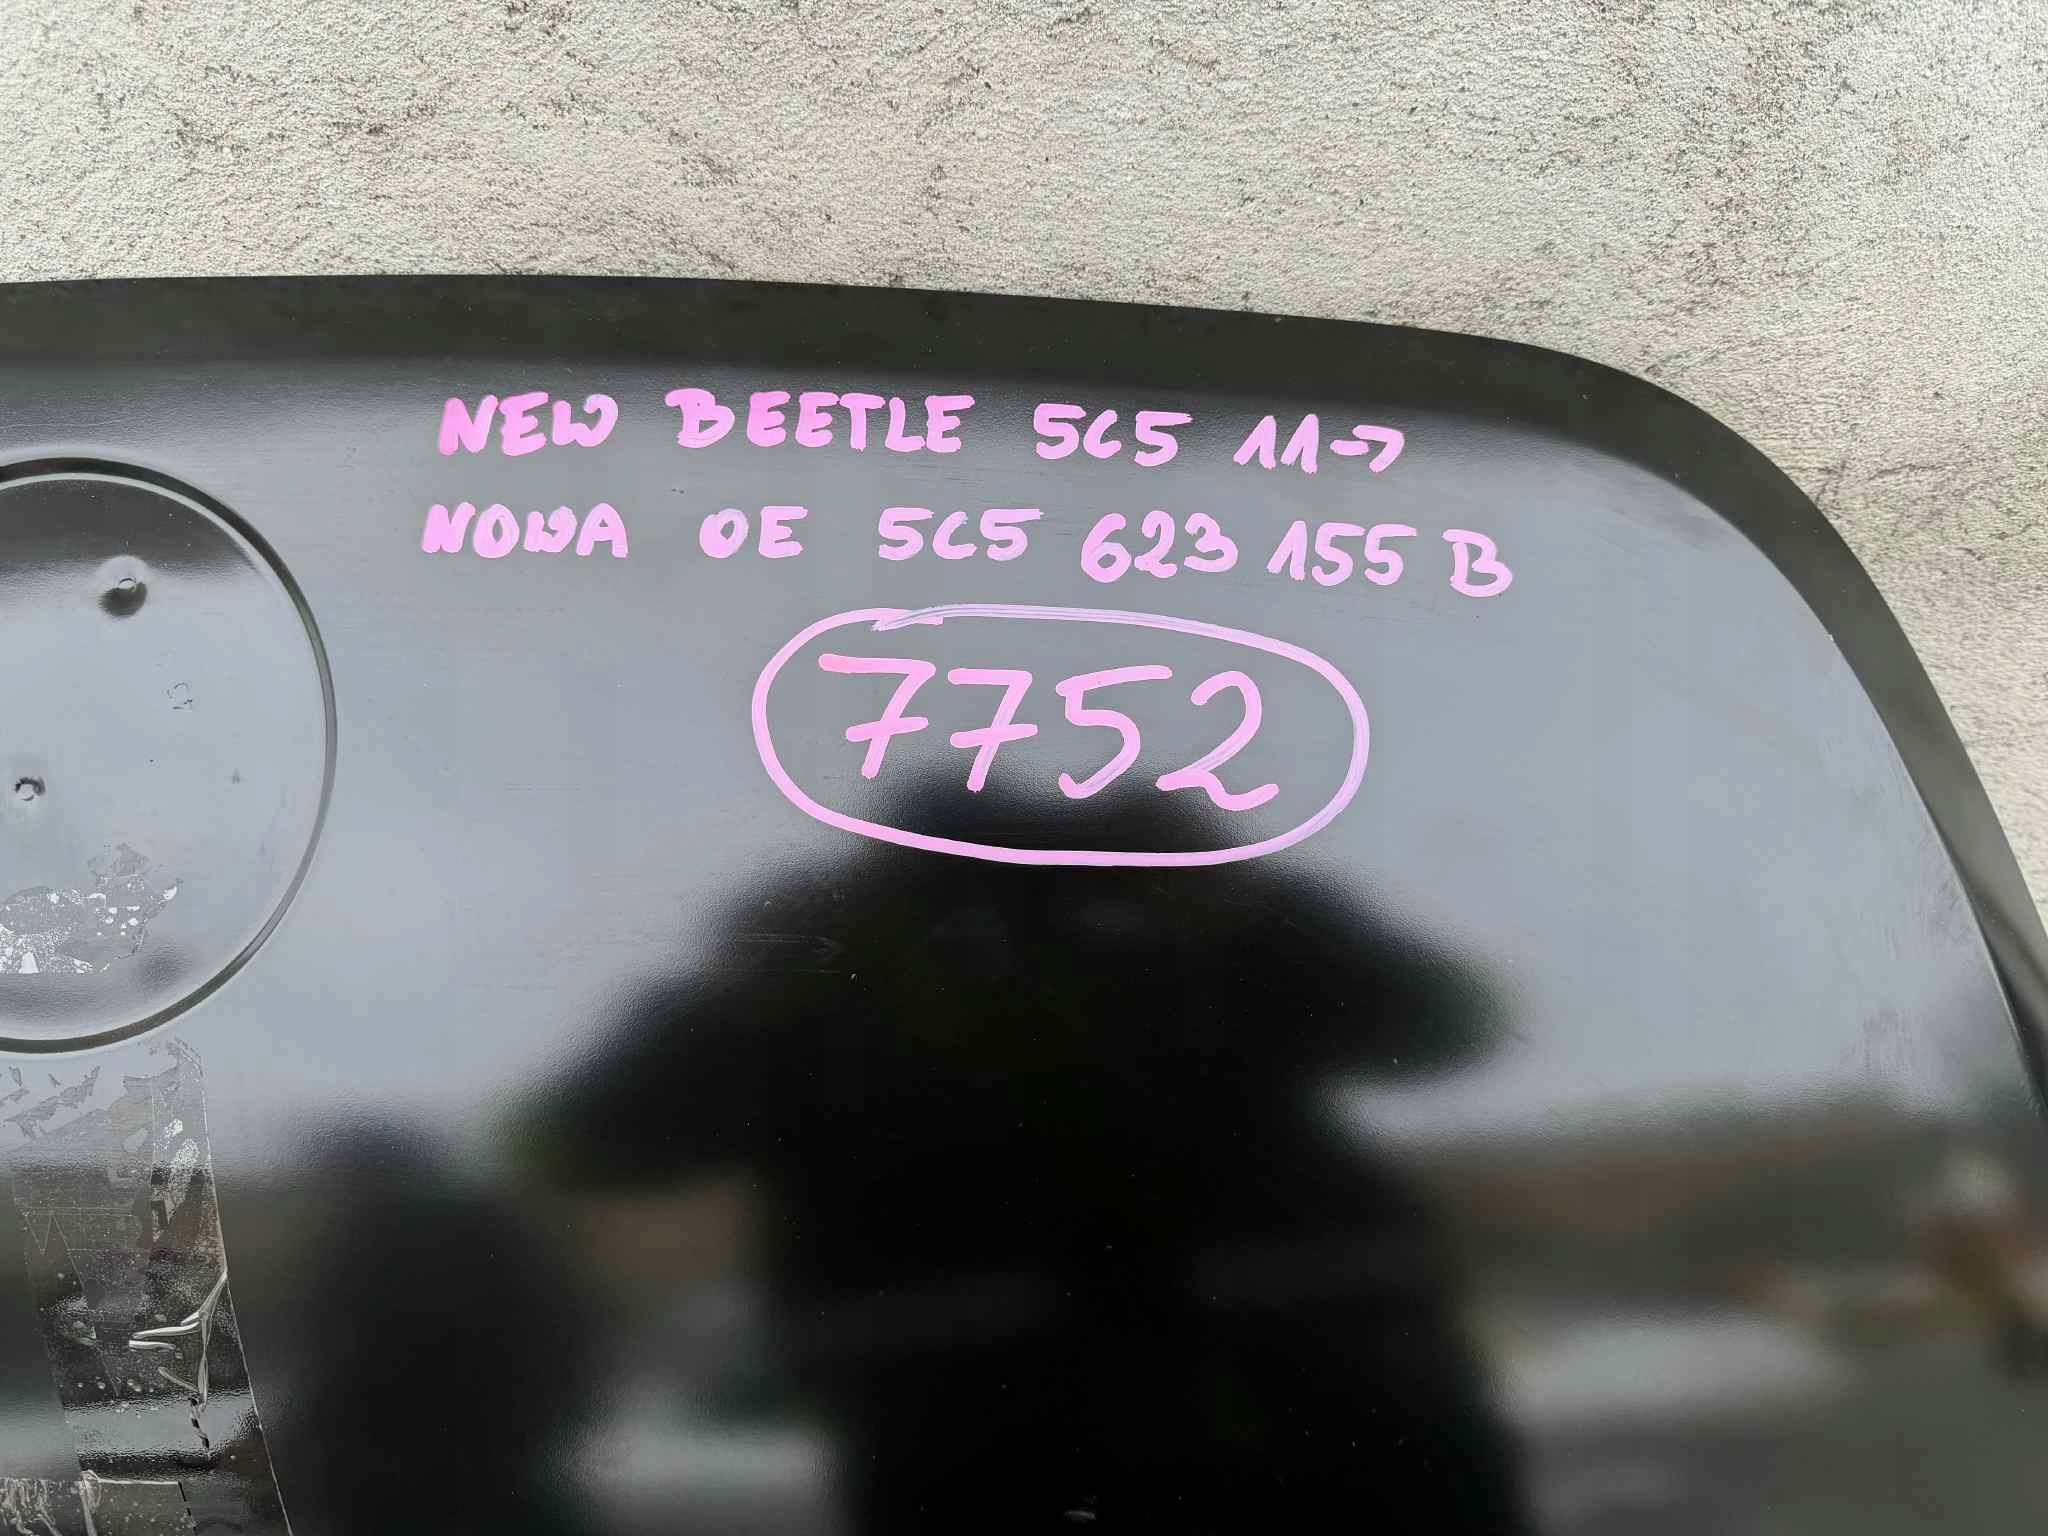 NEW BEETLE 5C5 11->
NOWA OE 5C5 623 155 B
7752